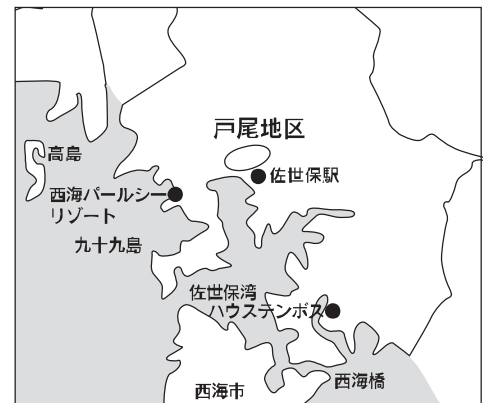 戸尾地区
高島
佐世保駅
西海パールシー
リゾート
九十九島
佐世保湾
ハウステンボス
西海橋
西海市